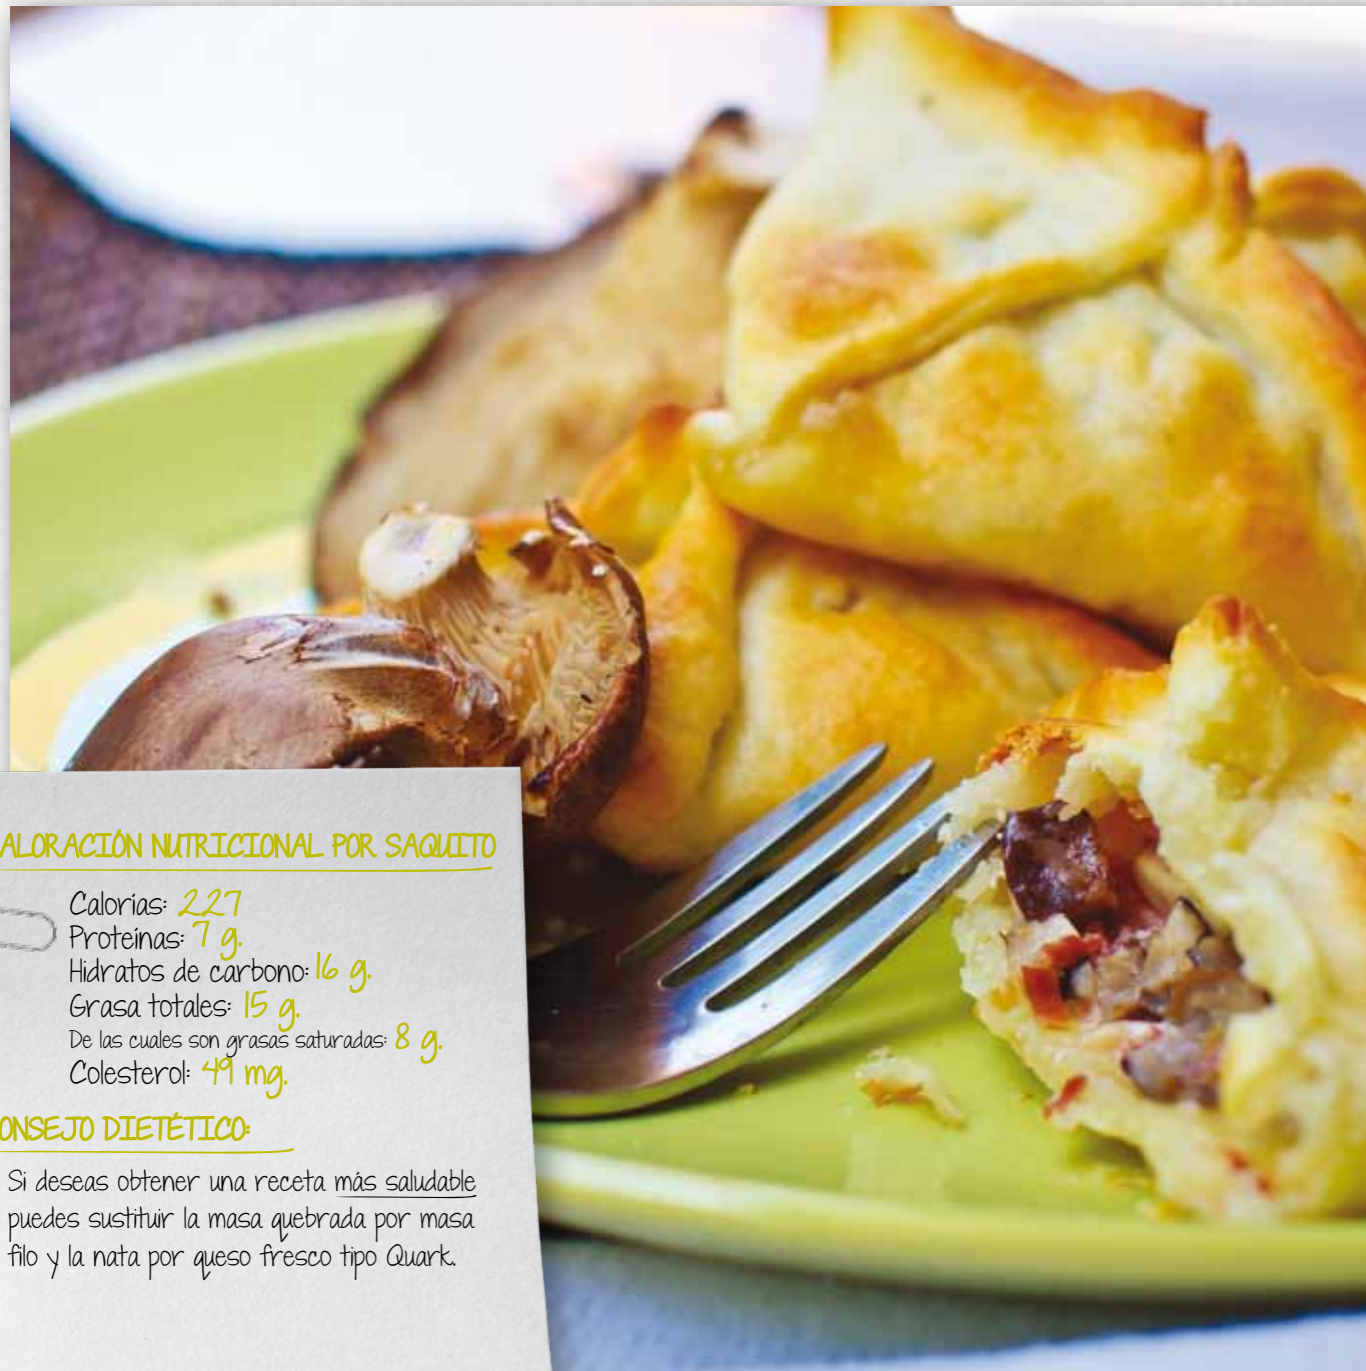 ALORACIÓN NUTRICIONAL POR SAQUITO
Calorías: 227
Proteínas: 7 g.
Hidratos de carbono: 16 g.
Grasa totales: 15 g.
De las cuales son grasas saturadas: 8 g.
Colesterol: 49 mg.
ONSEJO DIETÉTICO:
Si deseas obtener una receta más saludable
puedes sustituir la masa quebrada por masa
filo y la nata por queso fresco tipo Quark.